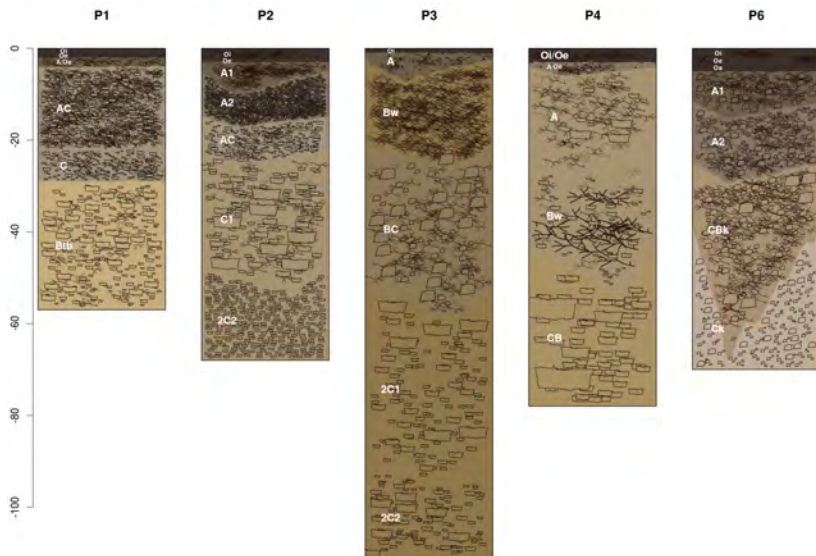 P1
P2
P3
P4
P6
0
-20
-40
-60
-80
-100
Oi
Oe
A/Oe
AC
C
Btb
Oi
Oe
A1
A2
AC
C1
2C2
Oi
A
Bw
BC
2C1
2C2
Oi/Oe
A/Oe
A
Bw
CB
Oi
Oe
Oa
A1
A2
CBk
Ck